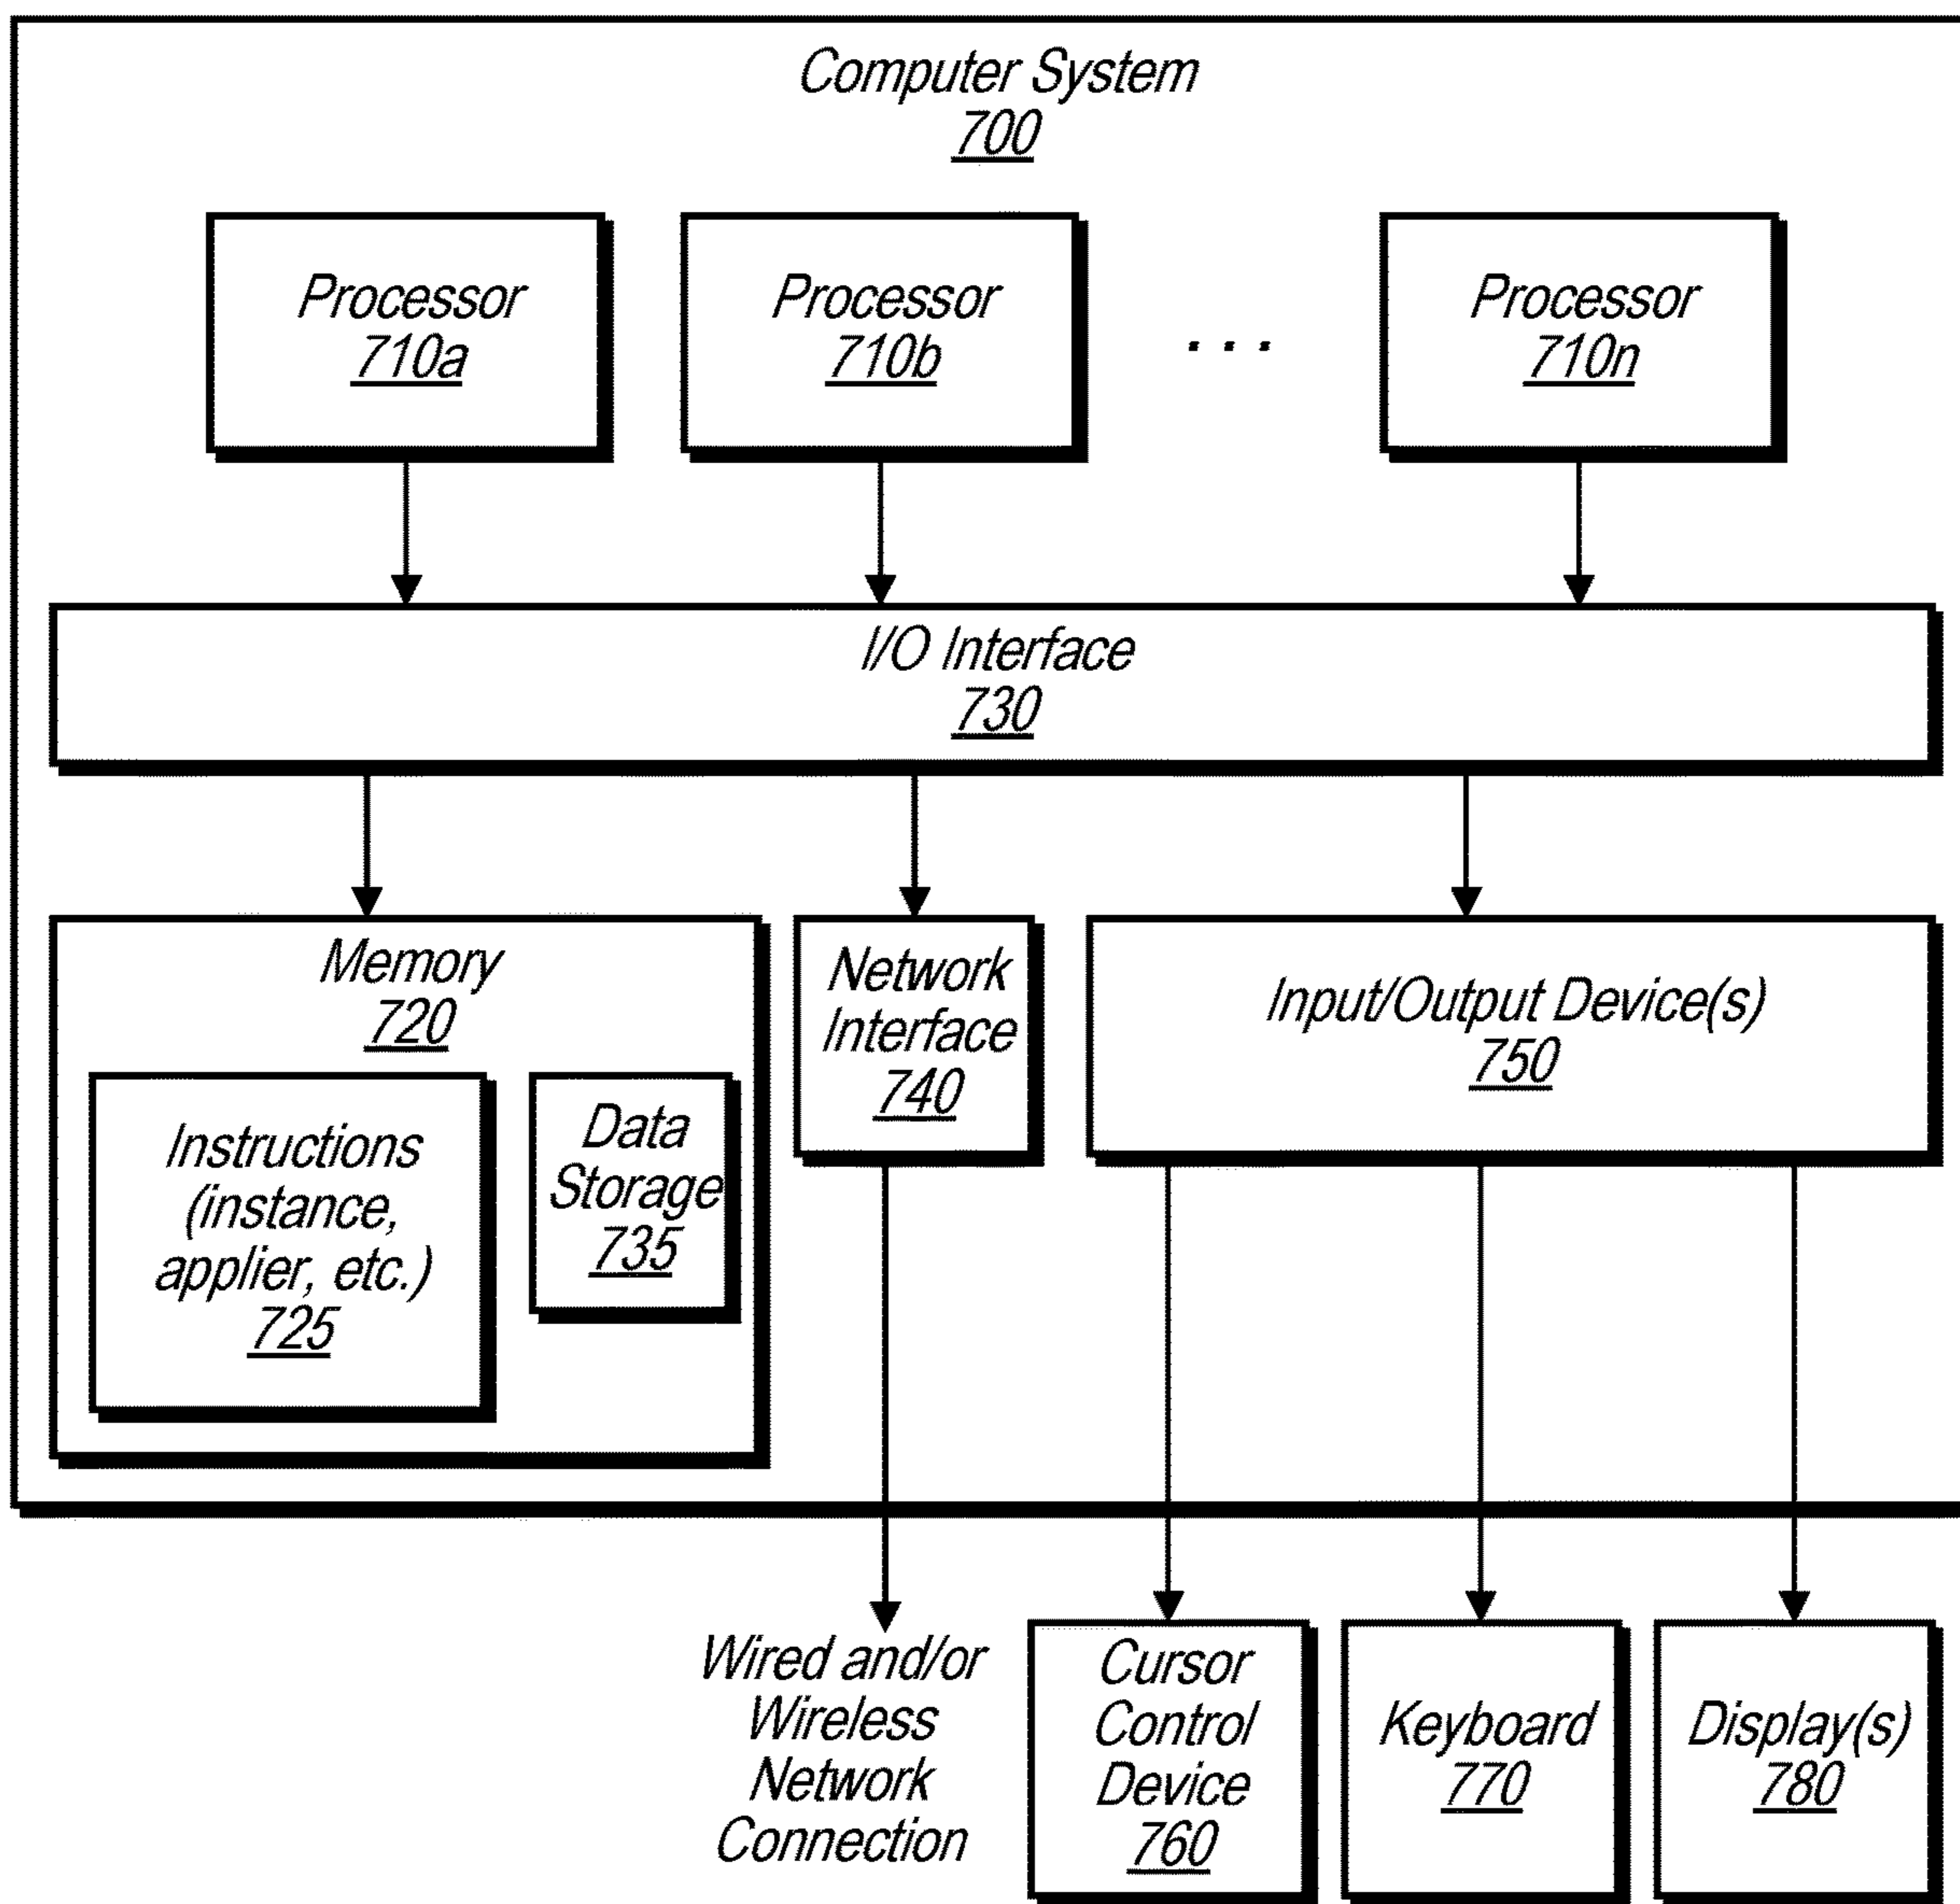 Computer System
700
Processor
710a
Processor
710b
. . .
Processor
710n
I/O Interface
730
Memory
720
Instructions
(instance,
applier, etc.)
725
Data
Storage
735
Network
Interface
740
Input/Output Device(s)
750
Wired and/or
Wireless
Network
Connection
Cursor
Control
Device
760
Keyboard
770
Display(s)
780